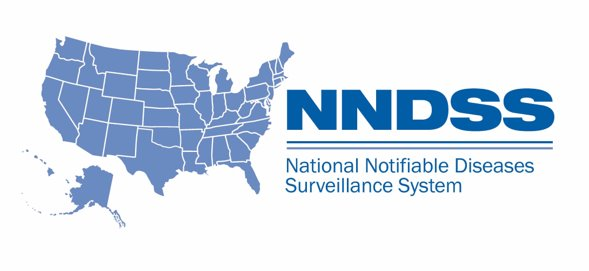 NNDSS
National Notifiable Diseases
Surveillance System